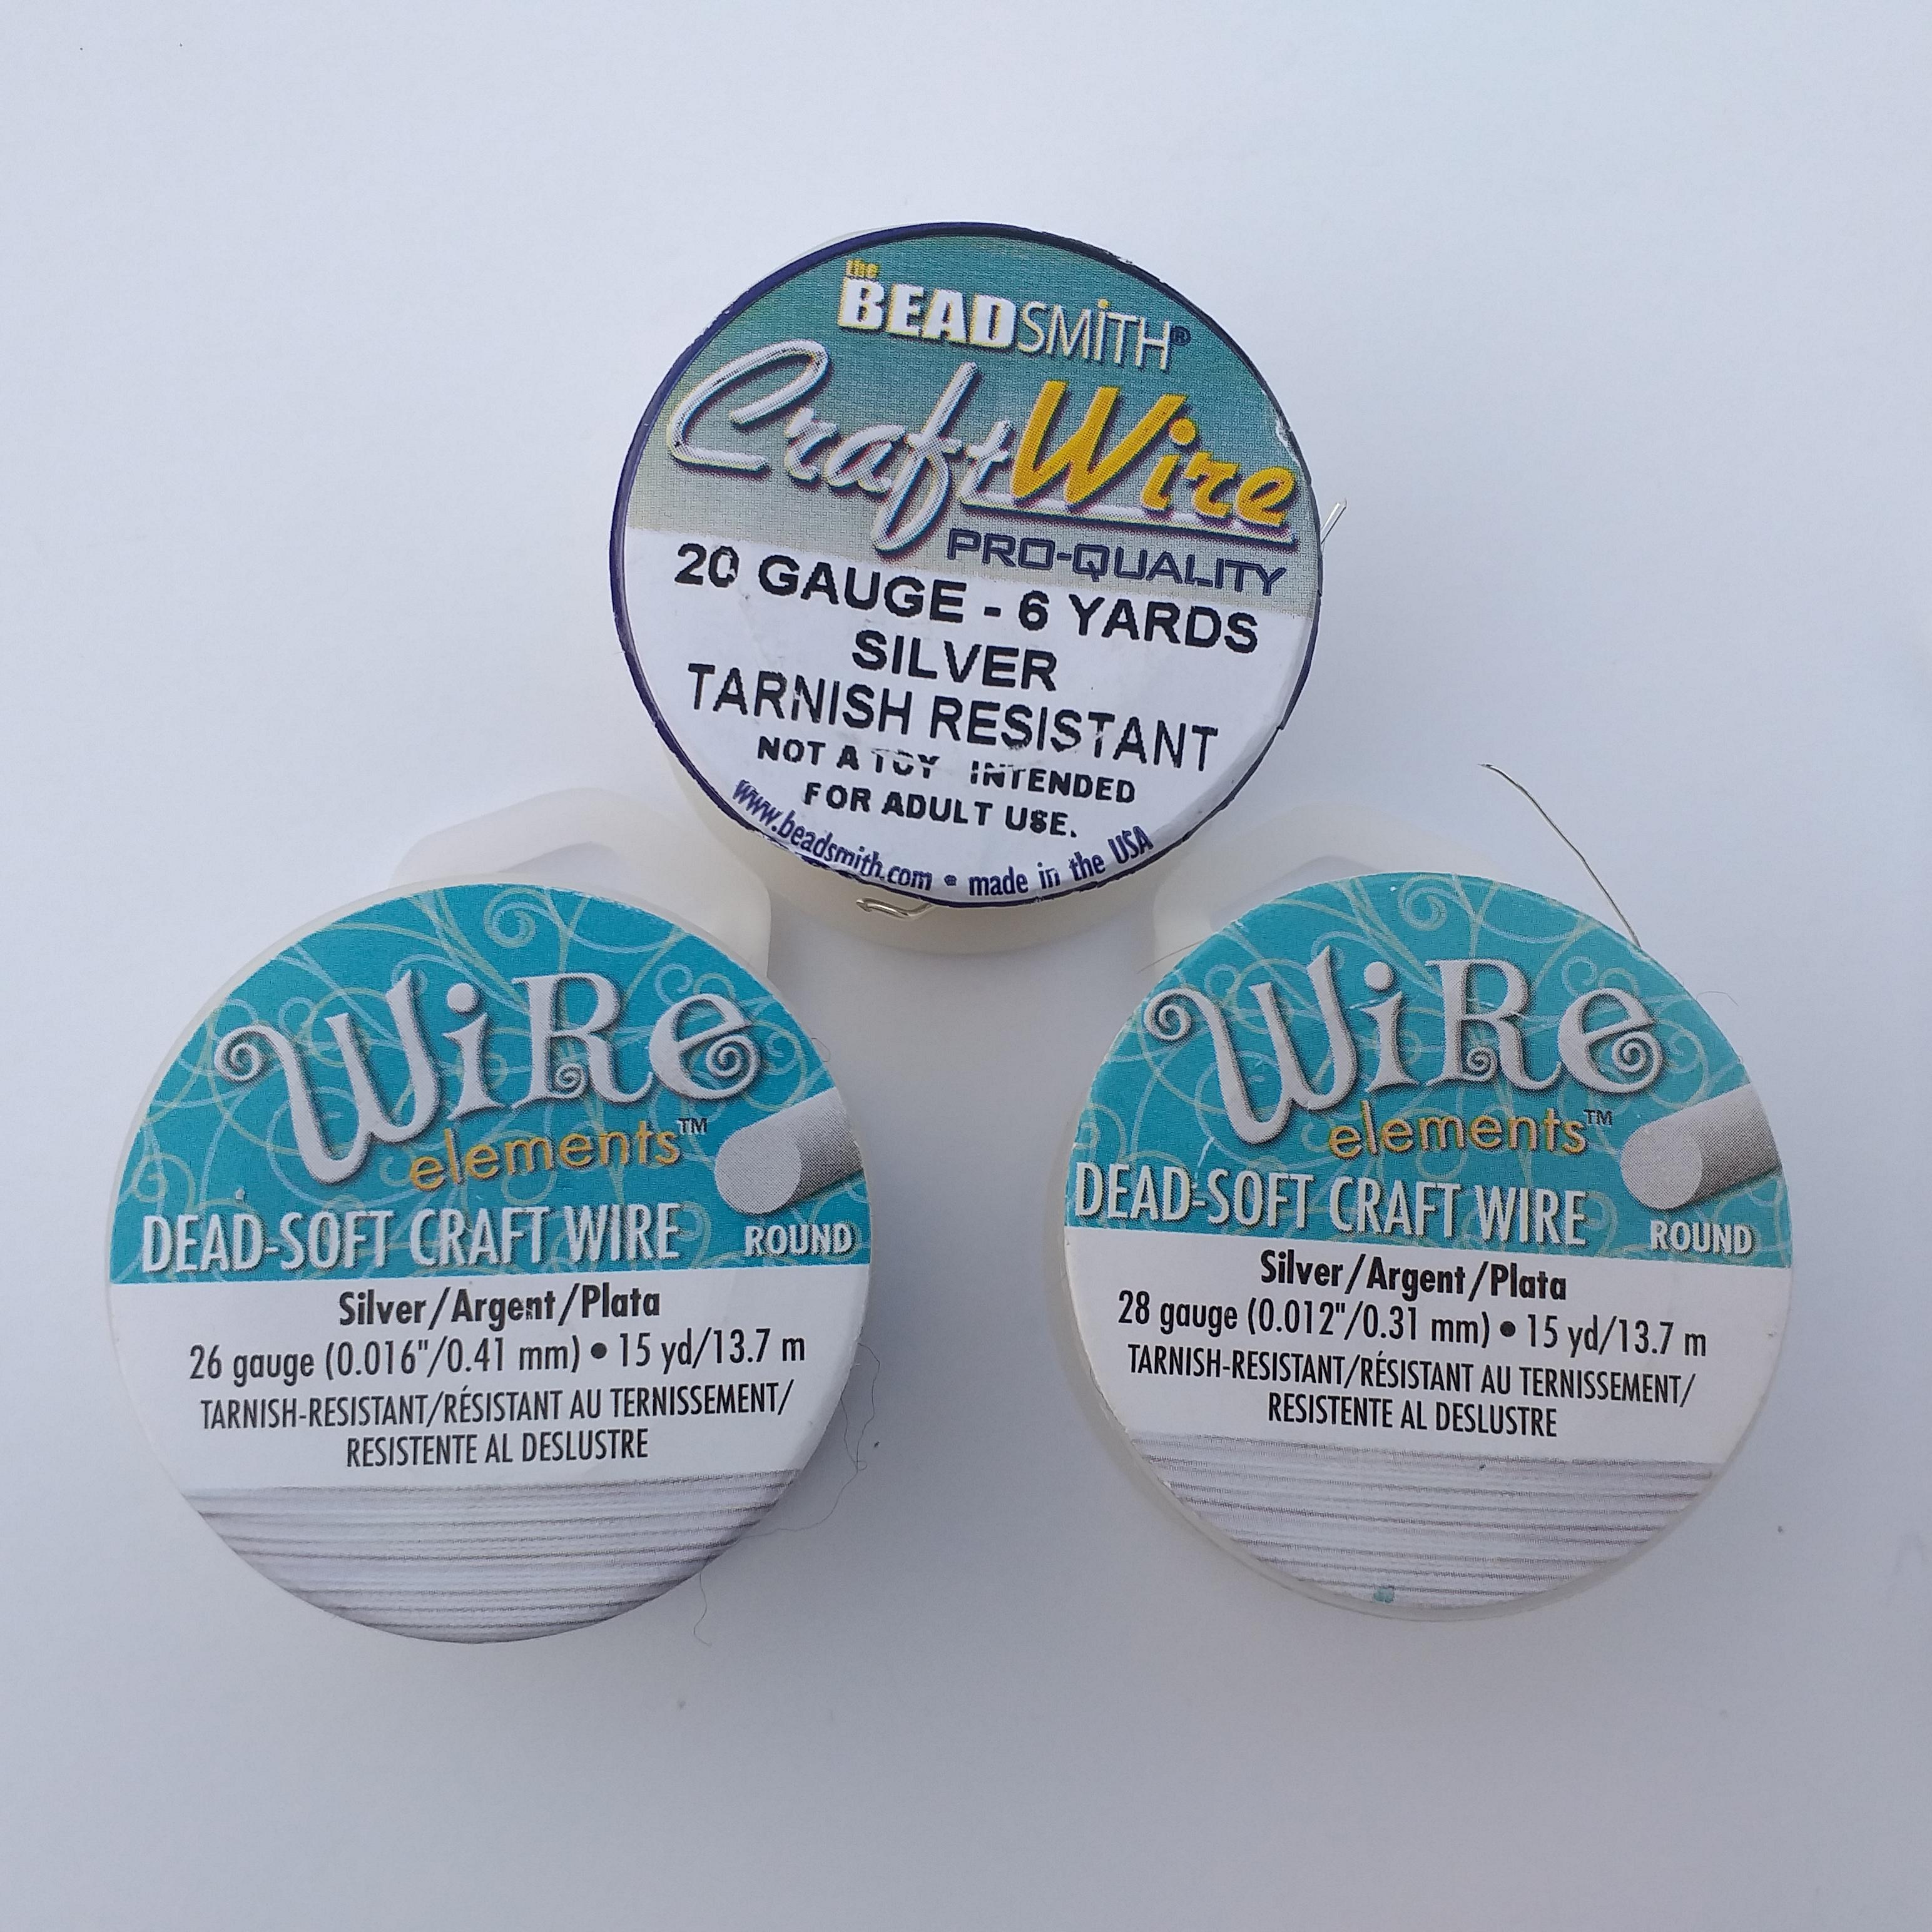 the
BEADSMiTH®
CraftWire
PRO-QUALITY
20 GAUGE - 6 YARDS
SILVER
TARNISH RESISTANT
NOT A TOY INTENDED
FOR ADULT USE.
www.beadsmith.com • made in the USA
WiRe
elements™
DEAD-SOFT CRAFT WIRE
ROUND
Silver/Argent/Plata
26 gauge (0.016"/0.41 mm) • 15 yd/13.7 m
TARNISH-RESISTANT/RÉSISTANT AU TERNISSEMENT/
RESISTENTE AL DESLUSTRE
WiRe
elements™
DEAD-SOFT CRAFT WIRE
ROUND
Silver/Argent/Plata
28 gauge (0.012"/0.31 mm) • 15 yd/13.7 m
TARNISH-RESISTANT/RÉSISTANT AU TERNISSEMENT/
RESISTENTE AL DESLUSTRE